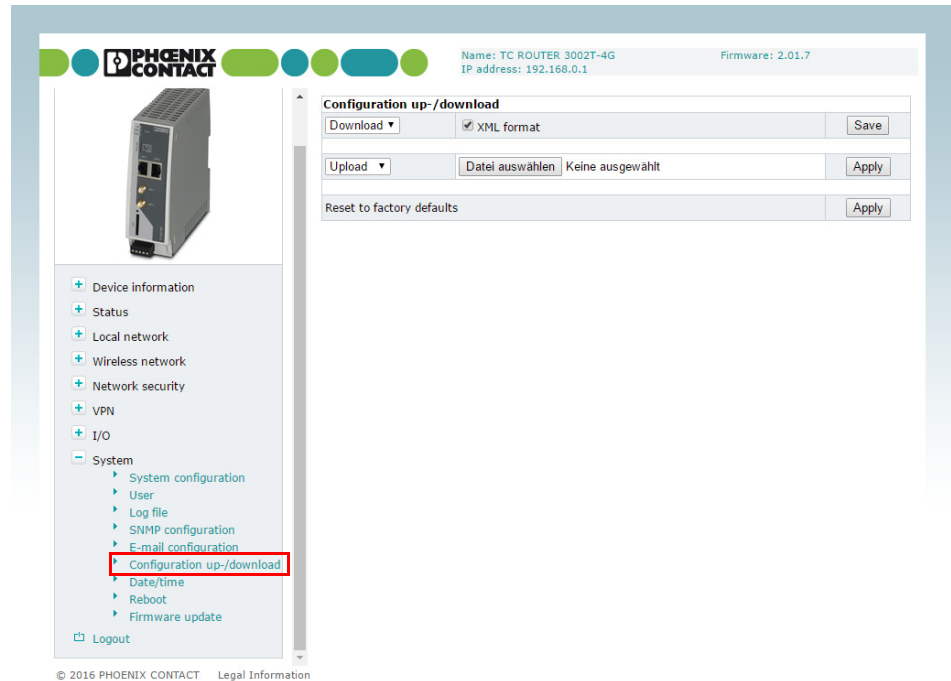 PHŒNIX
CONTACT
Name: TC ROUTER 3002T-4G
Firmware: 2.01.7
IP address: 192.168.0.1
Configuration up-/download
Download
XML format
Save
Upload
Datei auswählen
Keine ausgewählt
Apply
Reset to factory defaults
Apply
Device information
Status
Local network
Wireless network
Network security
VPN
I/O
System
System configuration
User
Log file
SNMP configuration
E-mail configuration
Configuration up-/download
Date/time
Reboot
Firmware update
Logout
© 2016 PHOENIX CONTACT
Legal Information